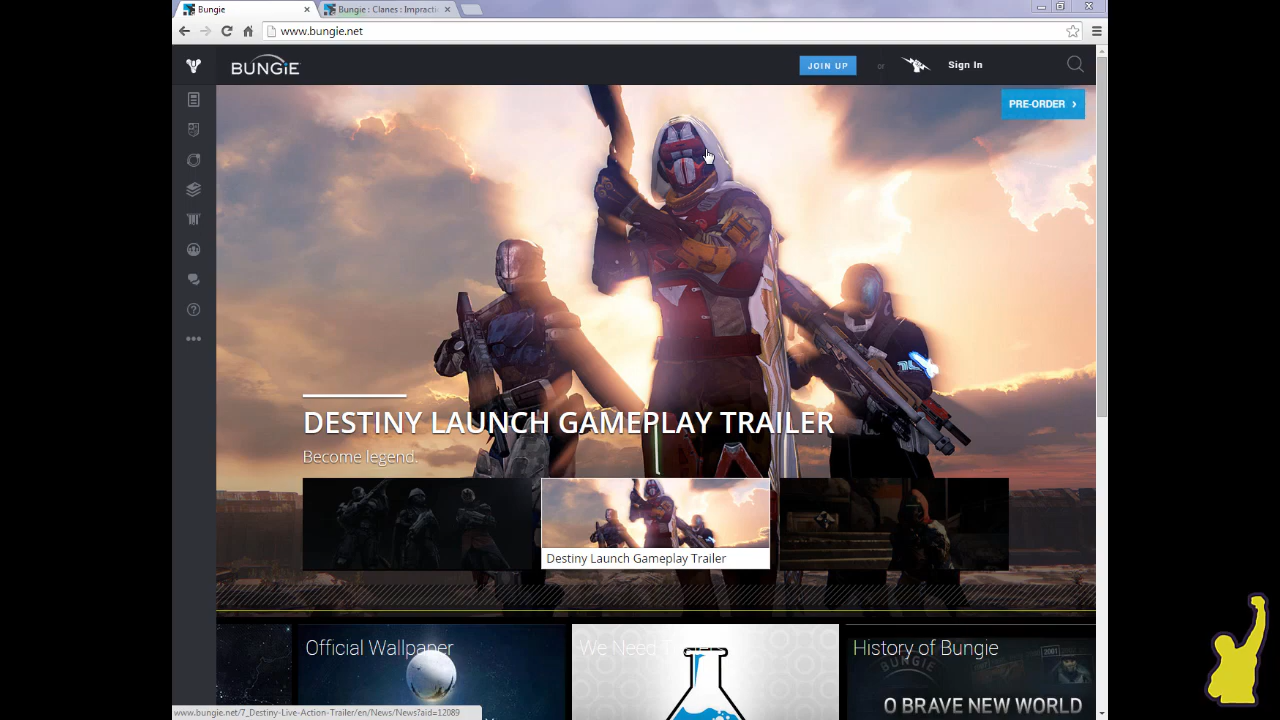 Bungie
Bungie : Clanes : Impracti
www.bungie.net
BUNGIE
JOIN UP
or
Sign In
PRE-ORDER
DESTINY LAUNCH GAMEPLAY TRAILER
Become legend.
Destiny Launch Gameplay Trailer
Official Wallpaper
We Need
History of Bungie
BUNGIE
2001
O BRAVE NEW WORLD
www.bungie.net/7_Destiny-Live-Action-Trailer/en/News/News?aid=12089